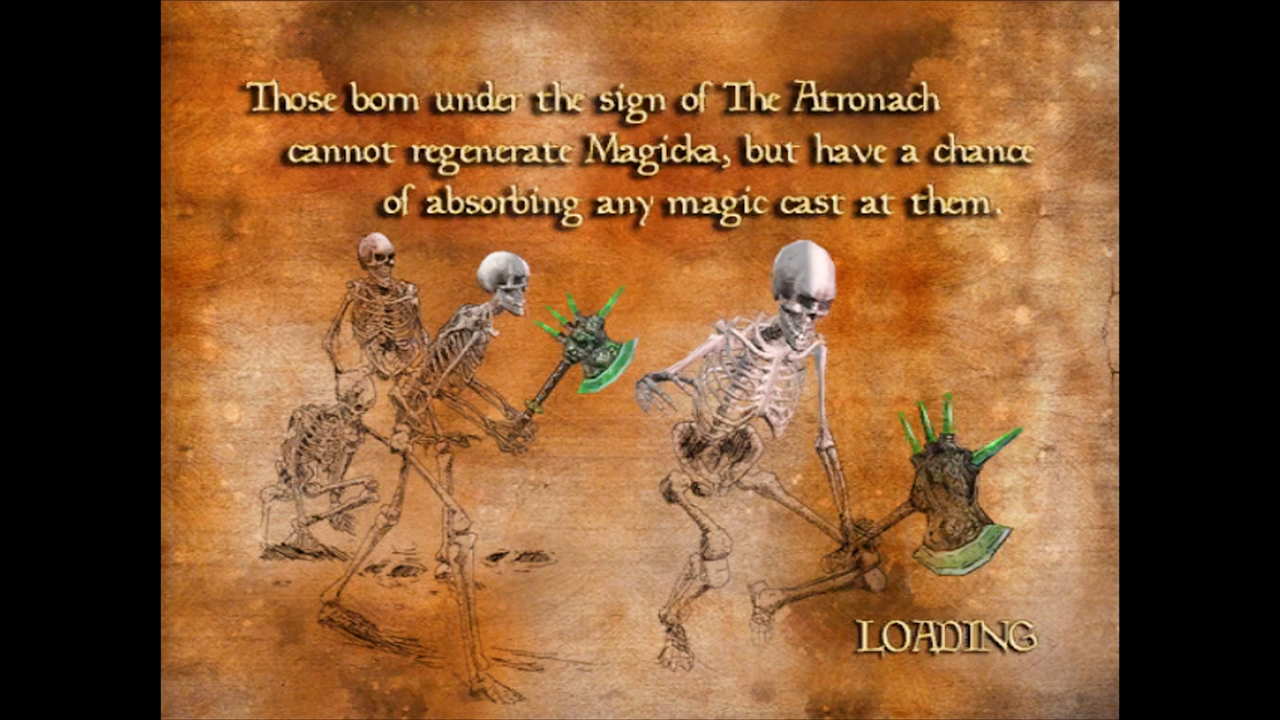 Those born under the sign of The Atronach
cannot regenerate Magicka, but have a chance
of absorbing any magic cast at them.
LOADING